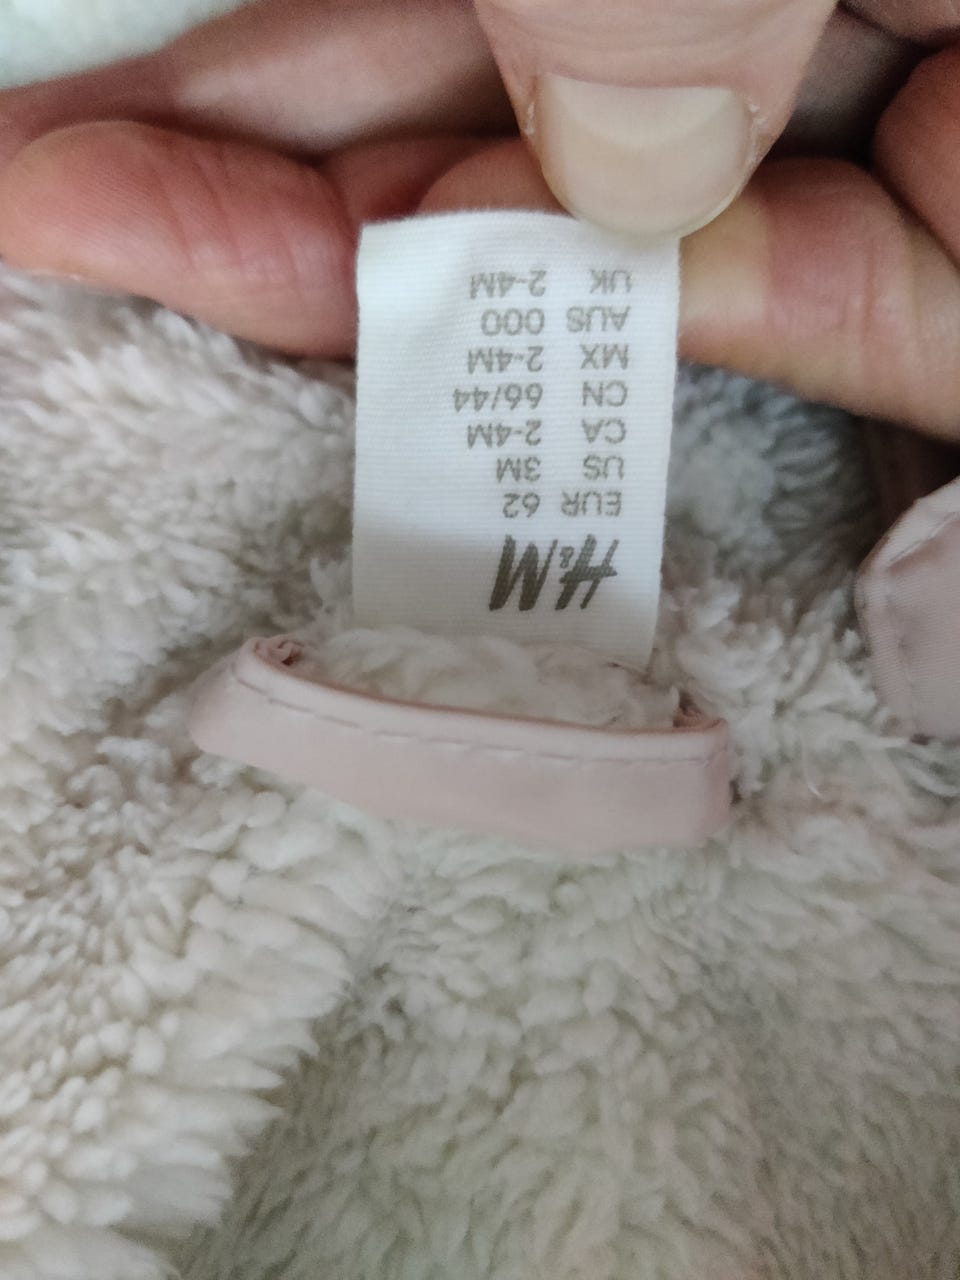 H&M
EUR 62
US 3M
CA 2-4M
CN 66/44
MX 2-4M
AUS 000
UK 2-4M